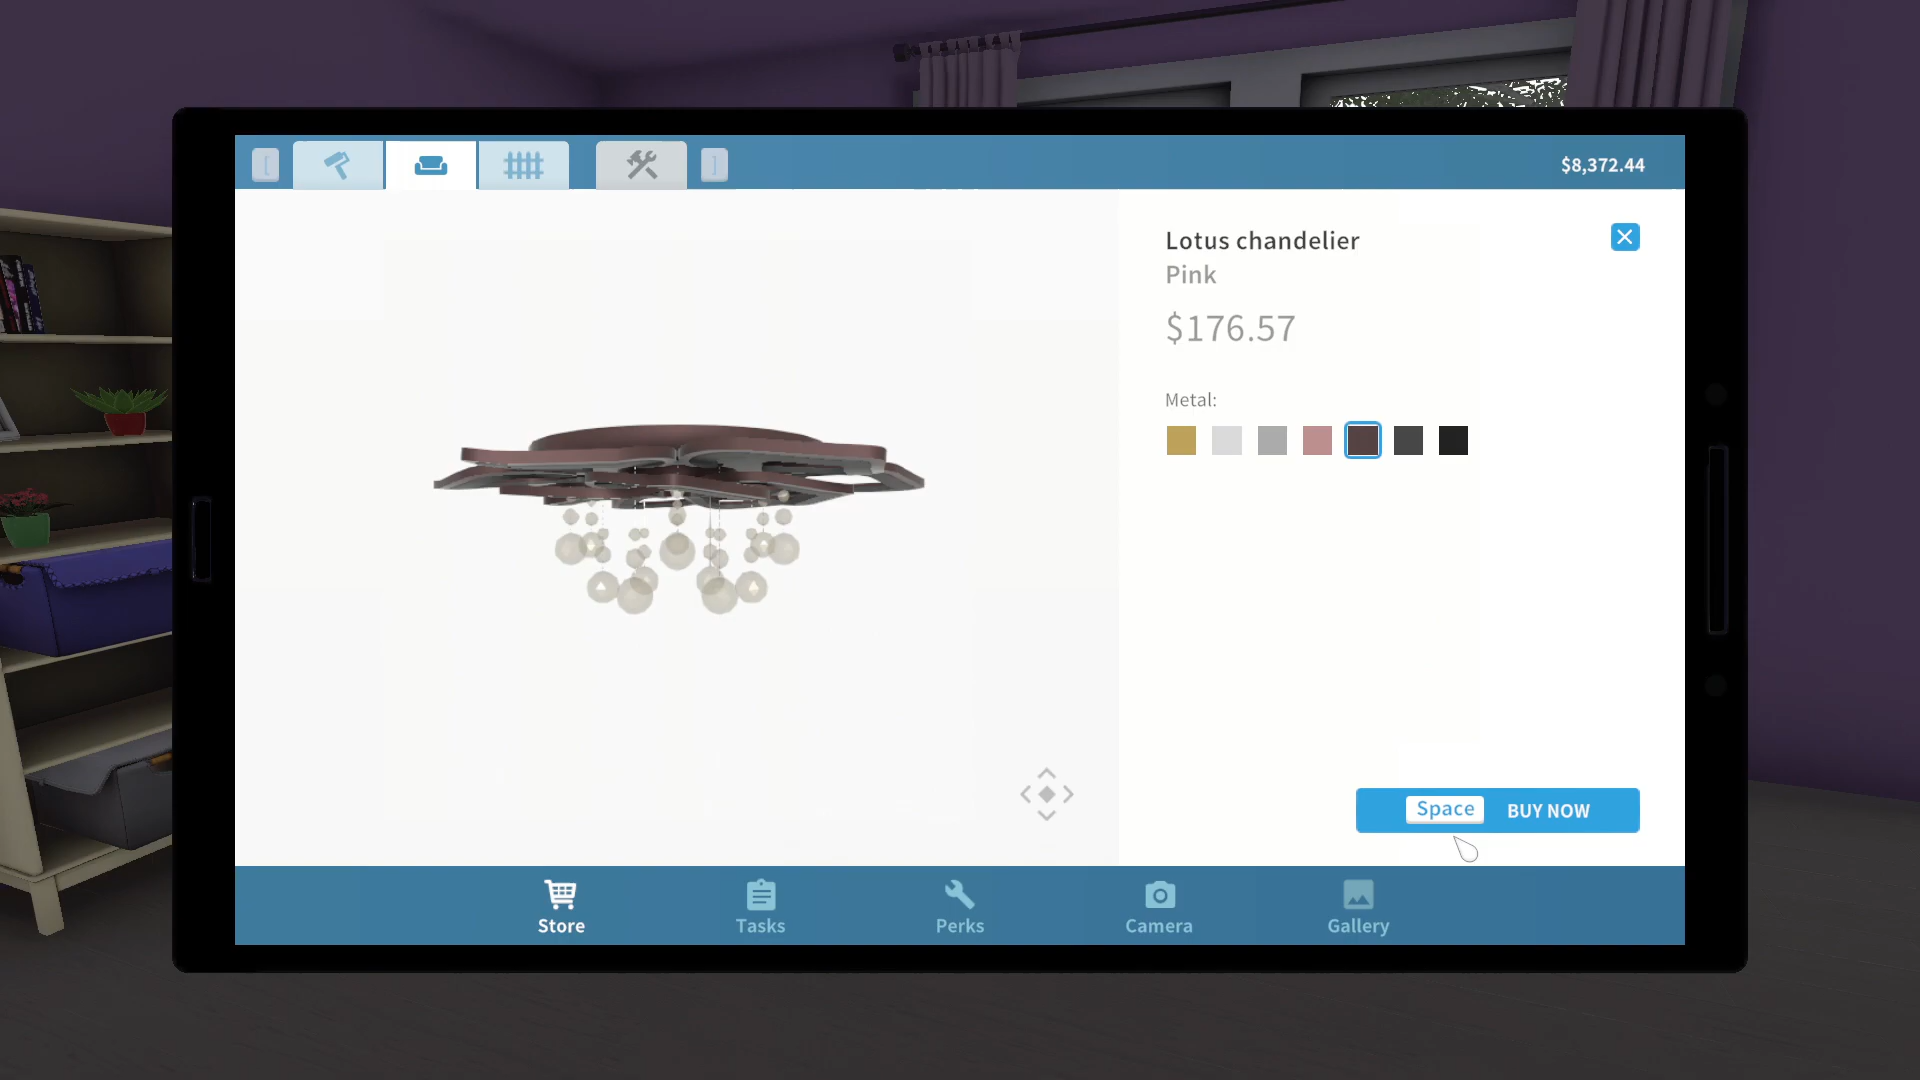 [
]
$8,372.44
Lotus chandelier
Pink
$176.57
Metal:
Space BUY NOW
Store
Tasks
Perks
Camera
Gallery